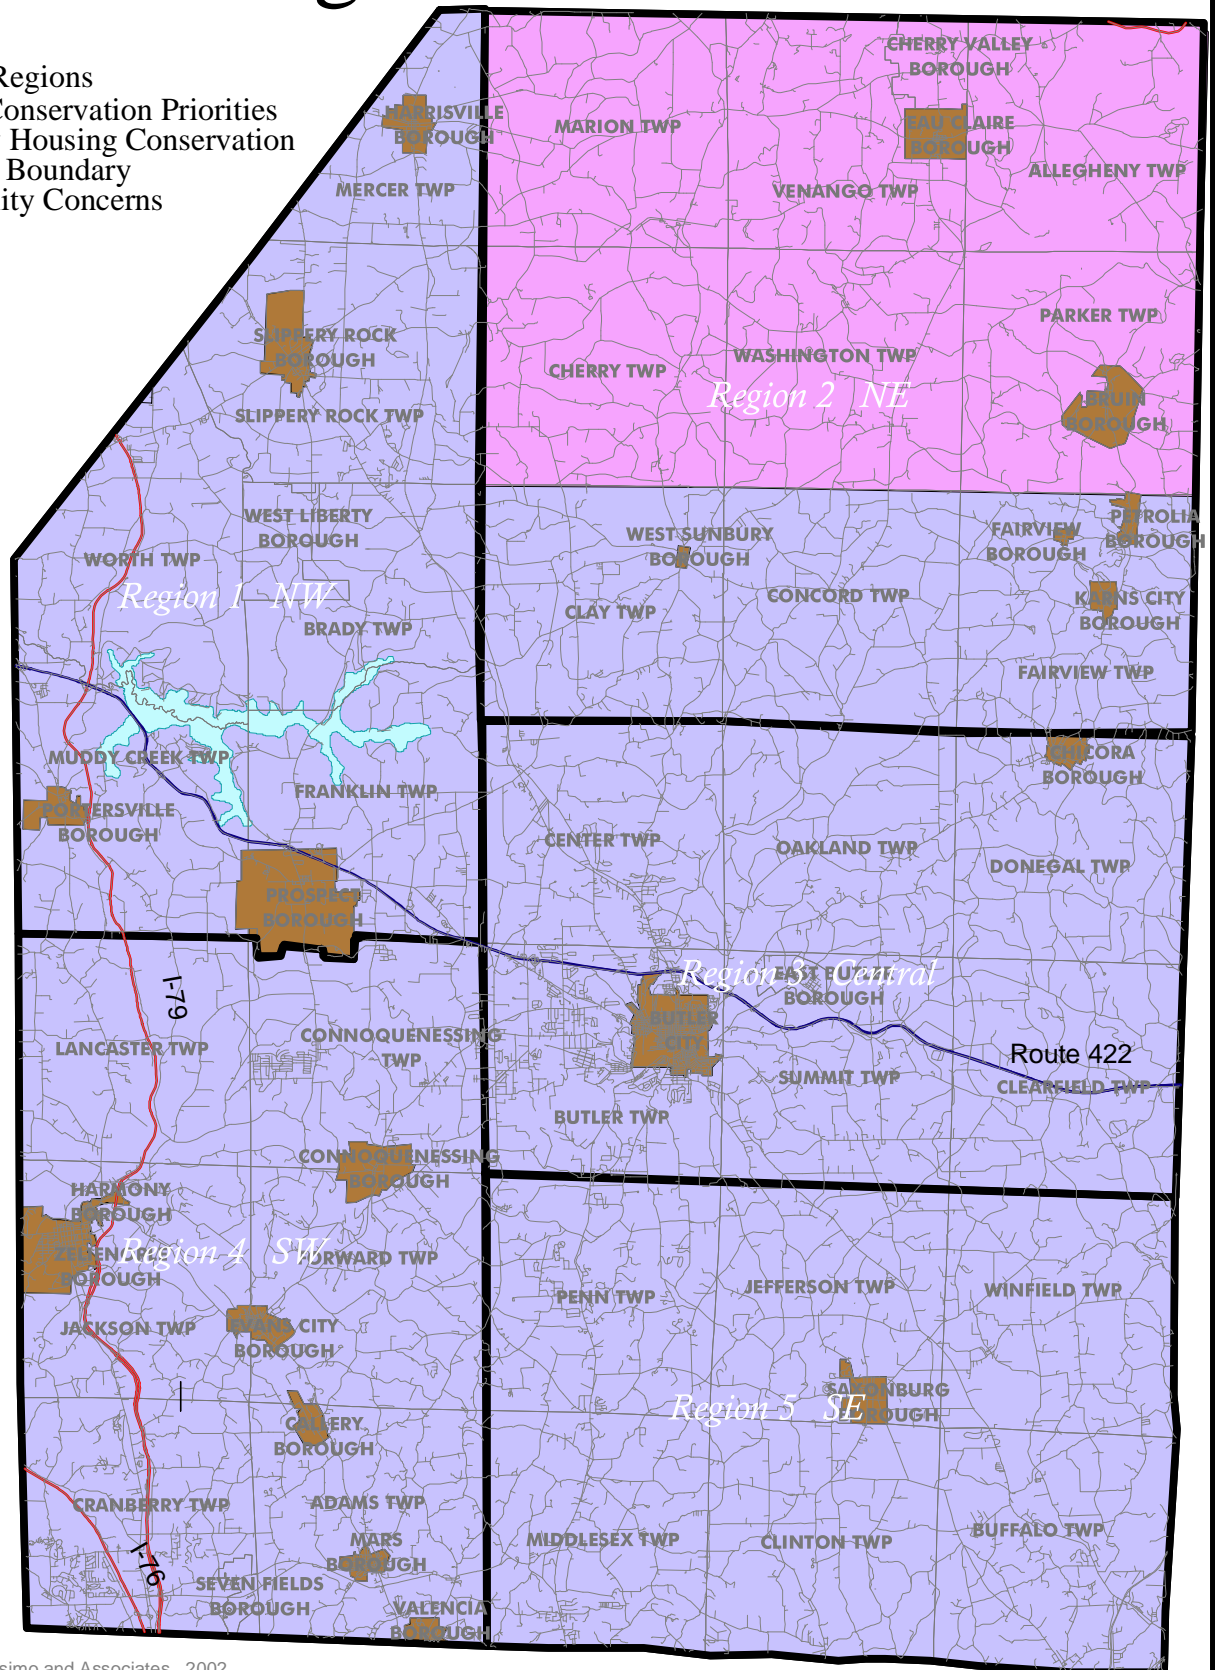 g
Regions
Conservation Priorities
Housing Conservation
Boundary
ity Concerns
CHERRY VALLEY
BOROUGH
HARRISVILLE
BOROUGH
MARION TWP
EAU CLAIRE
BOROUGH
MERCER TWP
VENANGO TWP
ALLEGHENY TWP
SLIPPERY ROCK
BOROUGH
PARKER TWP
CHERRY TWP
WASHINGTON TWP
Region 2 NE
BRUIN
BOROUGH
SLIPPERY ROCK TWP
WEST LIBERTY
BOROUGH
WEST SUNBURY
BOROUGH
FAIRVIEW
BOROUGH
PETROLIA
BOROUGH
WORTH TWP
Region 1 NW
BRADY TWP
CLAY TWP
CONCORD TWP
KARNS CITY
BOROUGH
FAIRVIEW TWP
MUDDY CREEK TWP
FRANKLIN TWP
CHICORA
BOROUGH
PORTERSVILLE
BOROUGH
CENTER TWP
OAKLAND TWP
DONEGAL TWP
PROSPECT
BOROUGH
Region 3 Central
EAST BUTLER
BOROUGH
I-79
BUTLER
CITY
LANCASTER TWP
CONNOQUENESSING
TWP
Route 422
SUMMIT TWP
CLEARFIELD TWP
BUTLER TWP
CONNOQUENESSING
BOROUGH
HARMONY
BOROUGH
ZELIENOPLE
BOROUGH
Region 4 SW
FORWARD TWP
PENN TWP
JEFFERSON TWP
WINFIELD TWP
JACKSON TWP
EVANS CITY
BOROUGH
Region 5 SE
SAXONBURG
BOROUGH
CALLERY
BOROUGH
CRANBERRY TWP
ADAMS TWP
I-76
MARS
BOROUGH
MIDDLESEX TWP
CLINTON TWP
BUFFALO TWP
SEVEN FIELDS
BOROUGH
VALENCIA
BOROUGH
simo and Associates 2002